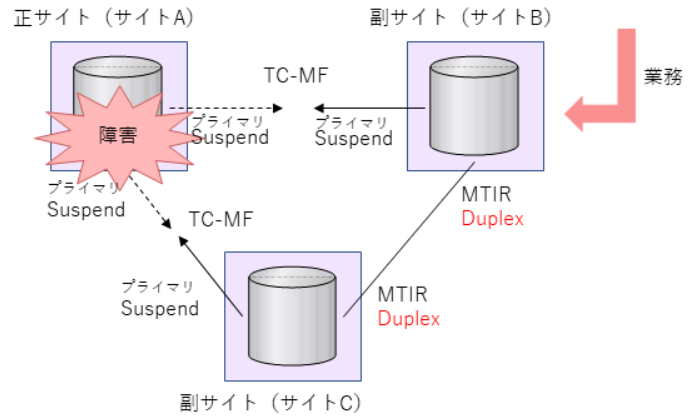 正サイト（サイトA）
副サイト（サイトB）
TC-MF
業務
プライマリ
Suspend
プライマリ
Suspend
障害
プライマリ
Suspend
TC-MF
MTIR
Duplex
プライマリ
Suspend
MTIR
Duplex
副サイト（サイトC）